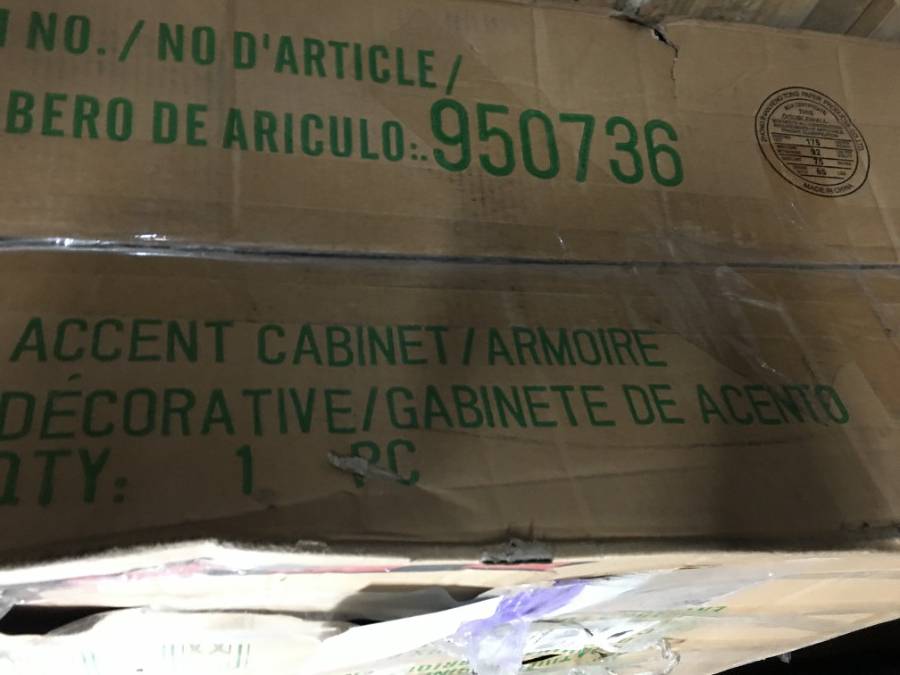 NO. / NO D'ARTICLE /
BERO DE ARICULO:. 950736
ACCENT CABINET/ARMOIRE
DÉCORATIVE/GABINETE DE ACENTO
QTY: 1 PC
MADE IN CHINA